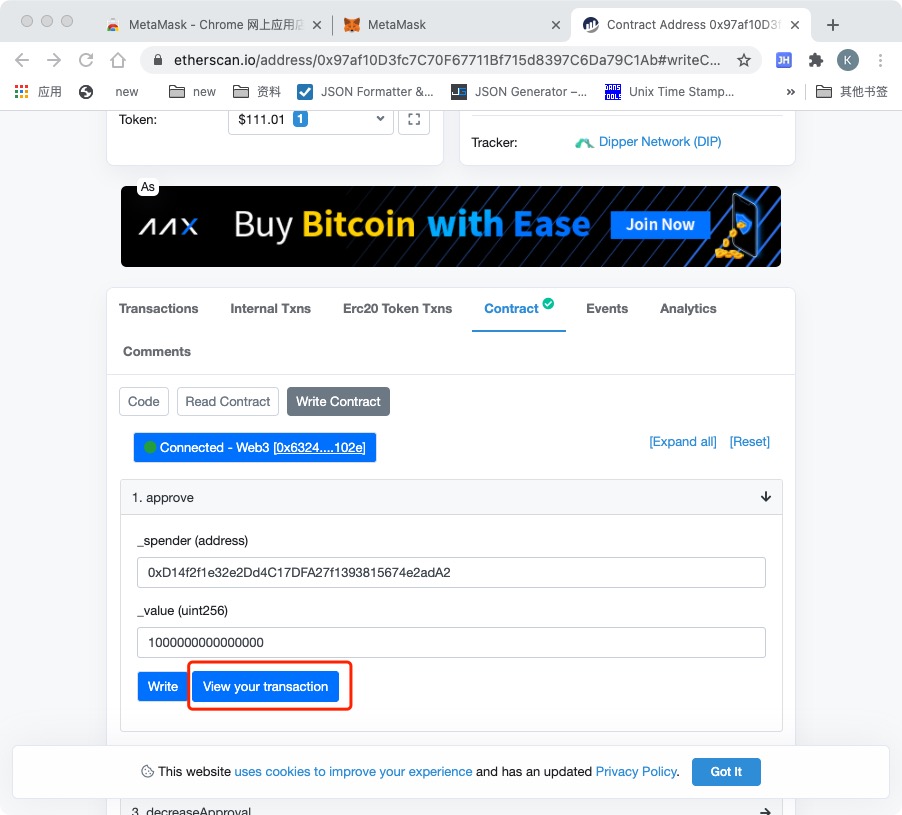 MetaMask - Chrome 网上应用店
MetaMask
Contract Address 0x97af10D3f
etherscan.io/address/0x97af10D3fc7C70F67711Bf715d8397C6Da79C1Ab#writeC...
JH
K
应用
new
new
资料
JSON Formatter &...
JSON Generator –...
Unix Time Stamp...
»
其他书签
Token:
$111.01 1
Tracker:
Dipper Network (DIP)
As
AAX
Buy Bitcoin with Ease
Join Now
Transactions
Internal Txns
Erc20 Token Txns
Contract
Events
Analytics
Comments
Code
Read Contract
Write Contract
Connected - Web3 [0x6324....102e]
[Expand all]
[Reset]
1. approve
_spender (address)
0xD14f2f1e32e2Dd4C17DFA27f1393815674e2adA2
_value (uint256)
1000000000000000
Write
View your transaction
This website uses cookies to improve your experience and has an updated Privacy Policy.
Got It
3. decreaseApproval